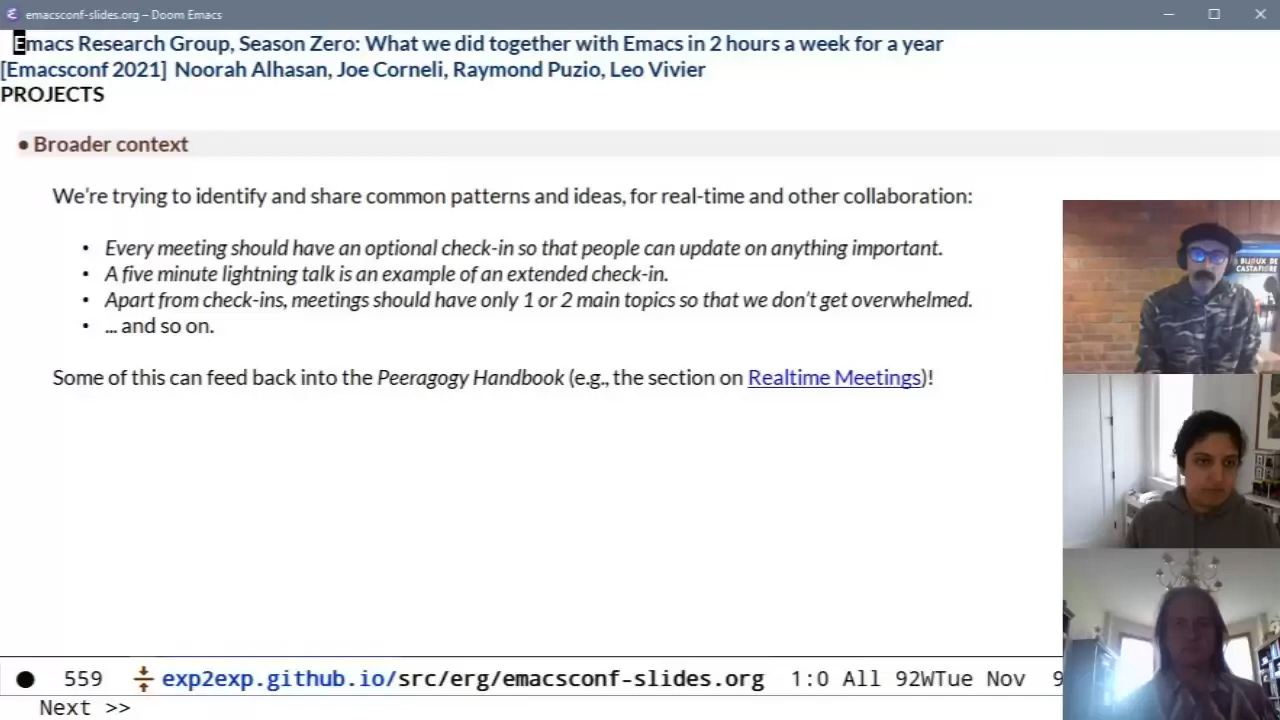 emacsconf-slides.org – Doom Emacs
Emacs Research Group, Season Zero: What we did together with Emacs in 2 hours a week for a year
[Emacsconf 2021] Noorah Alhasan, Joe Corneli, Raymond Puzio, Leo Vivier
PROJECTS
• Broader context
We're trying to identify and share common patterns and ideas, for real-time and other collaboration:
• Every meeting should have an optional check-in so that people can update on anything important.
• A five minute lightning talk is an example of an extended check-in.
• Apart from check-ins, meetings should have only 1 or 2 main topics so that we don't get overwhelmed.
• ... and so on.
Some of this can feed back into the Peeragogy Handbook (e.g., the section on Realtime Meetings)!
BIJOUX DE
CASTAFIORE
559 exp2exp.github.io/src/erg/emacsconf-slides.org 1:0 All 92WTue Nov 9
Next >>